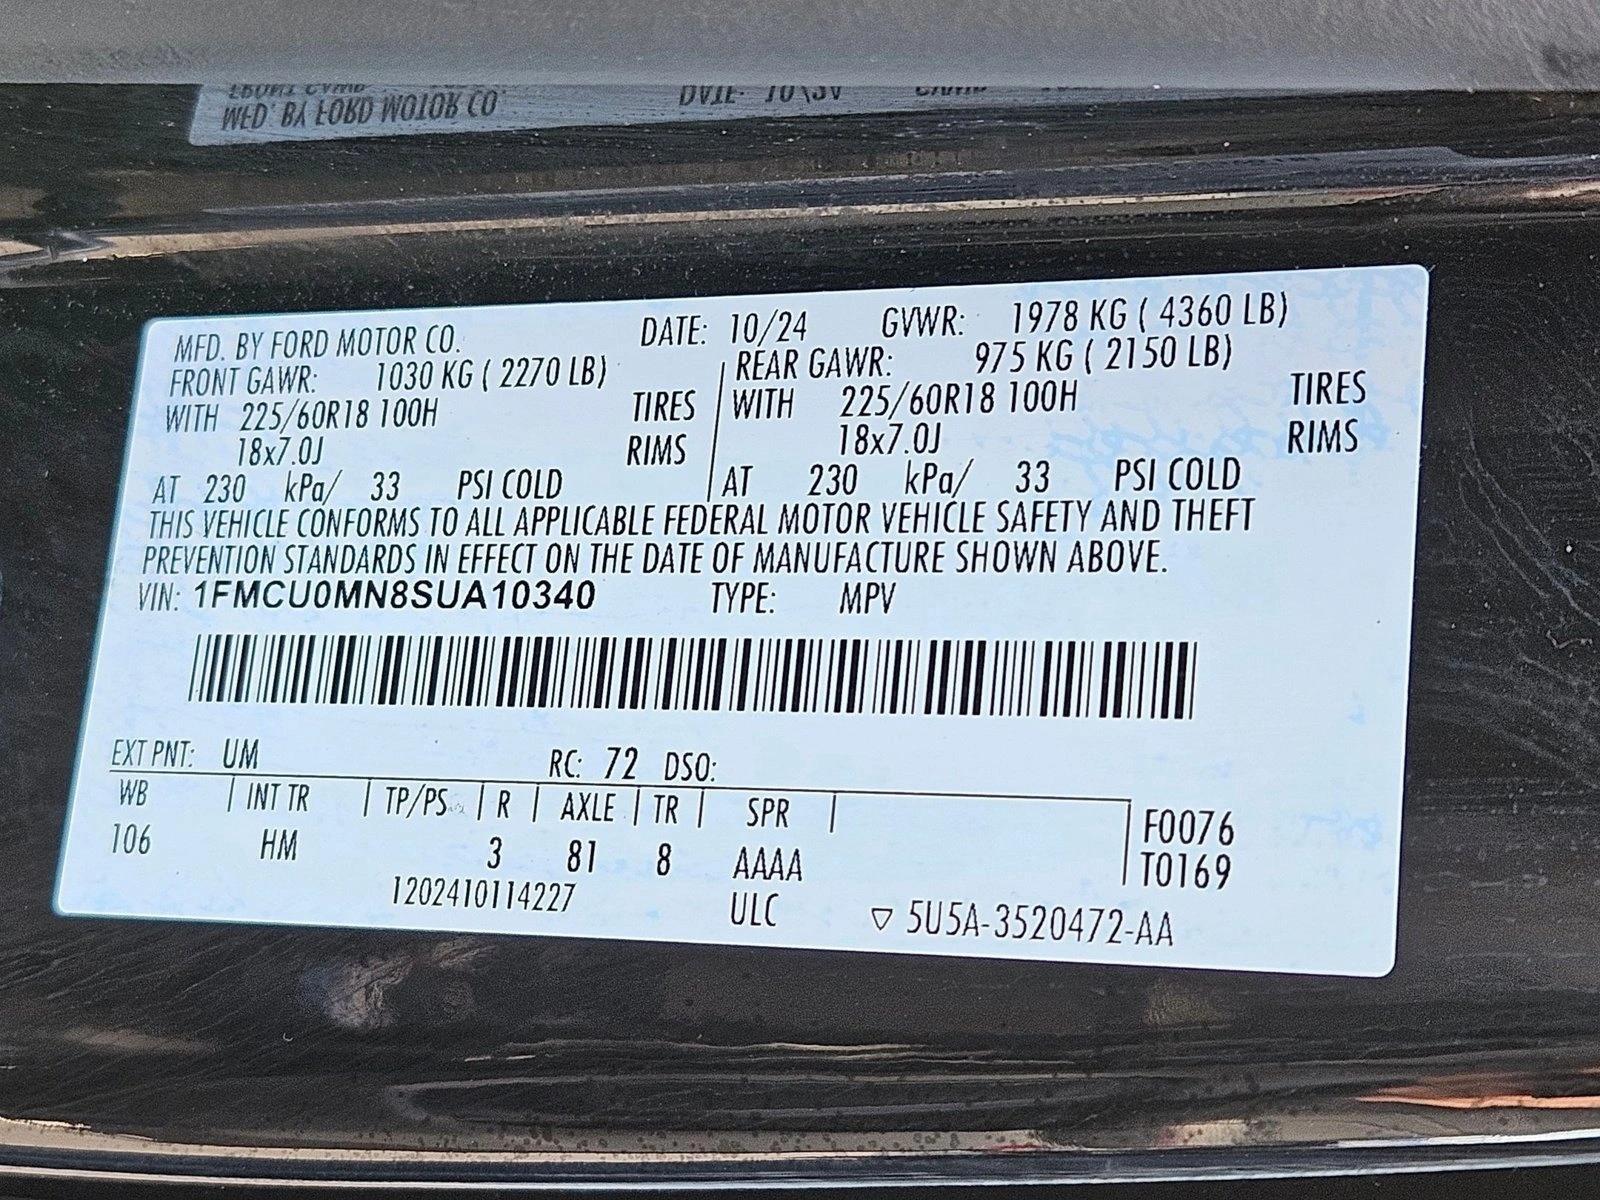 MFD. BY FORD MOTOR CO. DATE: 10/24 GVWR: 1978 KG ( 4360 LB)
FRONT GAWR: 1030 KG ( 2270 LB) REAR GAWR: 975 KG ( 2150 LB)
WITH 225/60R18 100H TIRES WITH 225/60R18 100H TIRES
18x7.0J RIMS 18x7.0J RIMS
AT 230 kPa/ 33 PSI COLD AT 230 kPa/ 33 PSI COLD
THIS VEHICLE CONFORMS TO ALL APPLICABLE FEDERAL MOTOR VEHICLE SAFETY AND THEFT
PREVENTION STANDARDS IN EFFECT ON THE DATE OF MANUFACTURE SHOWN ABOVE.
VIN: 1FMCU0MN8SUA10340 TYPE: MPV
EXT PNT: UM RC: 72 DSO:
WB INT TR TP/PS R AXLE TR SPR F0076
106 HM 3 81 8 AAAA T0169
1202410114227 ULC ▽ 5U5A-3520472-AA